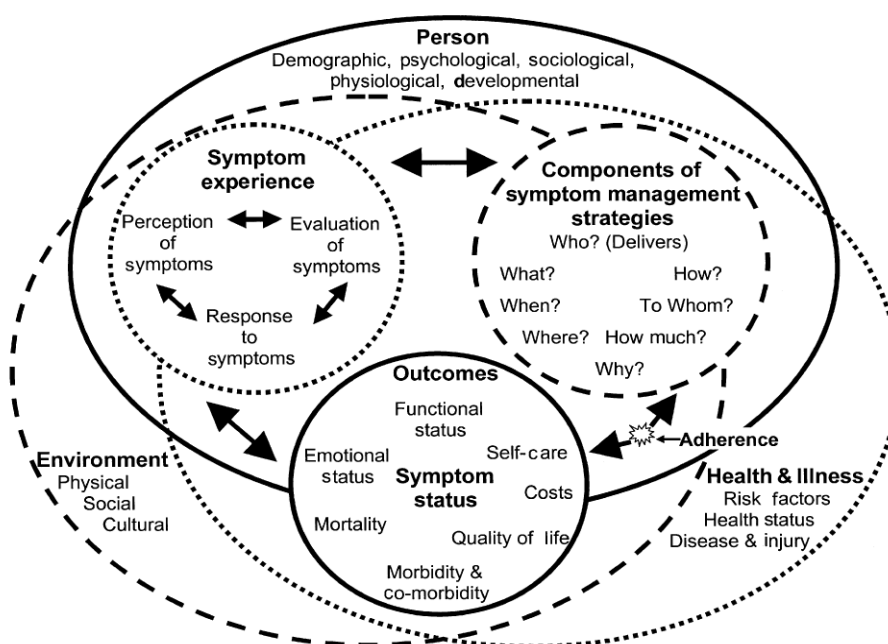 Person
Demographic, psychological, sociological,
physiological, developmental
Symptom
experience
Perception
of
symptoms
Evaluation
of
symptoms
Response
to
symptoms
Components of
symptom management
strategies
Who? (Delivers)
What?
How?
When?
To Whom?
Where?
How much?
Why?
Outcomes
Functional
status
Emotional
status
Self-care
Symptom
status
Costs
Mortality
Quality of life
Morbidity &
co-morbidity
Adherence
Environment
Physical
Social
Cultural
Health & Illness
Risk factors
Health status
Disease & injury